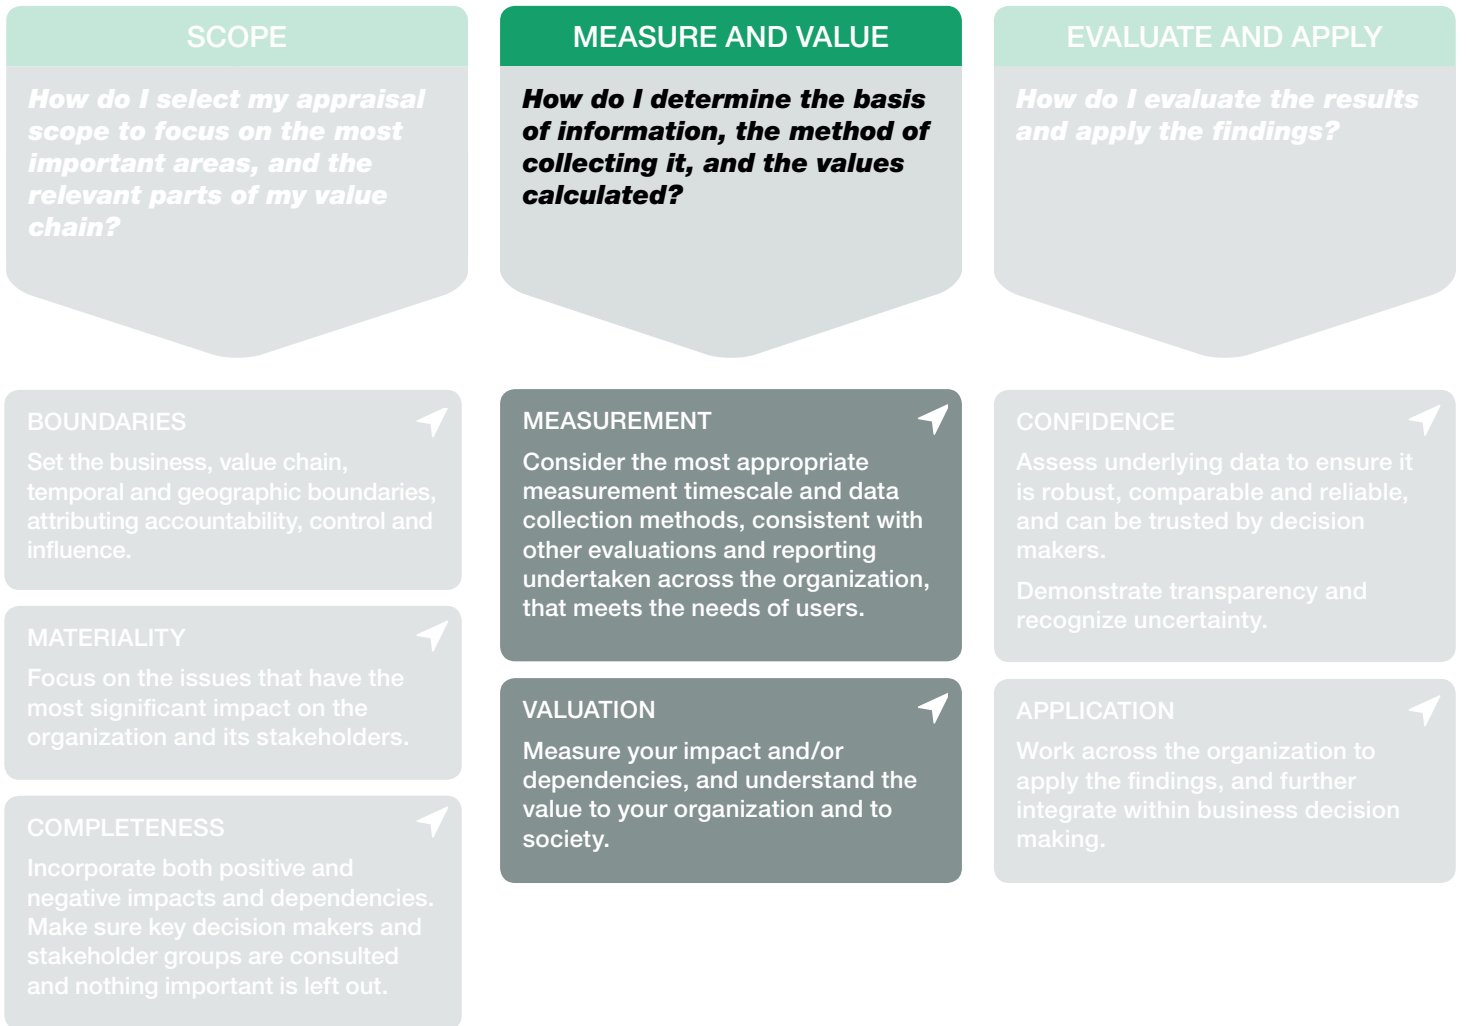 SCOPE
How do I select my appraisal
scope to focus on the most
important areas, and the
relevant parts of my value
chain?
BOUNDARIES
Set the business, value chain,
temporal and geographic boundaries,
attributing accountability, control and
influence.
MATERIALITY
Focus on the issues that have the
most significant impact on the
organization and its stakeholders.
COMPLETENESS
Incorporate both positive and
negative impacts and dependencies.
Make sure key decision makers and
stakeholder groups are consulted
and nothing important is left out.
MEASURE AND VALUE
How do I determine the basis
of information, the method of
collecting it, and the values
calculated?
MEASUREMENT
Consider the most appropriate
measurement timescale and data
collection methods, consistent with
other evaluations and reporting
undertaken across the organization,
that meets the needs of users.
VALUATION
Measure your impact and/or
dependencies, and understand the
value to your organization and to
society.
EVALUATE AND APPLY
How do I evaluate the results
and apply the findings?
CONFIDENCE
Assess underlying data to ensure it
is robust, comparable and reliable,
and can be trusted by decision
makers.
Demonstrate transparency and
recognize uncertainty.
APPLICATION
Work across the organization to
apply the findings, and further
integrate within business decision
making.